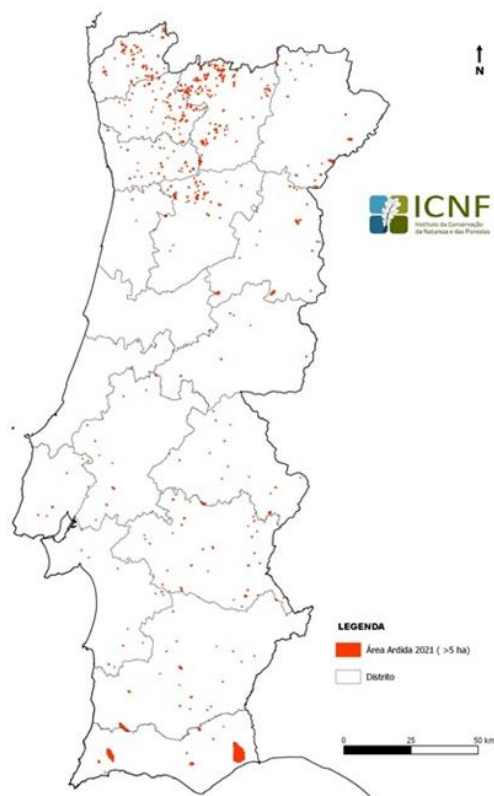 N
ICNF
Instituto da Conservação
da Natureza e das Florestas
LEGENDA
Área Ardida 2021 ( >5 ha)
Distrito
0 25 50 km